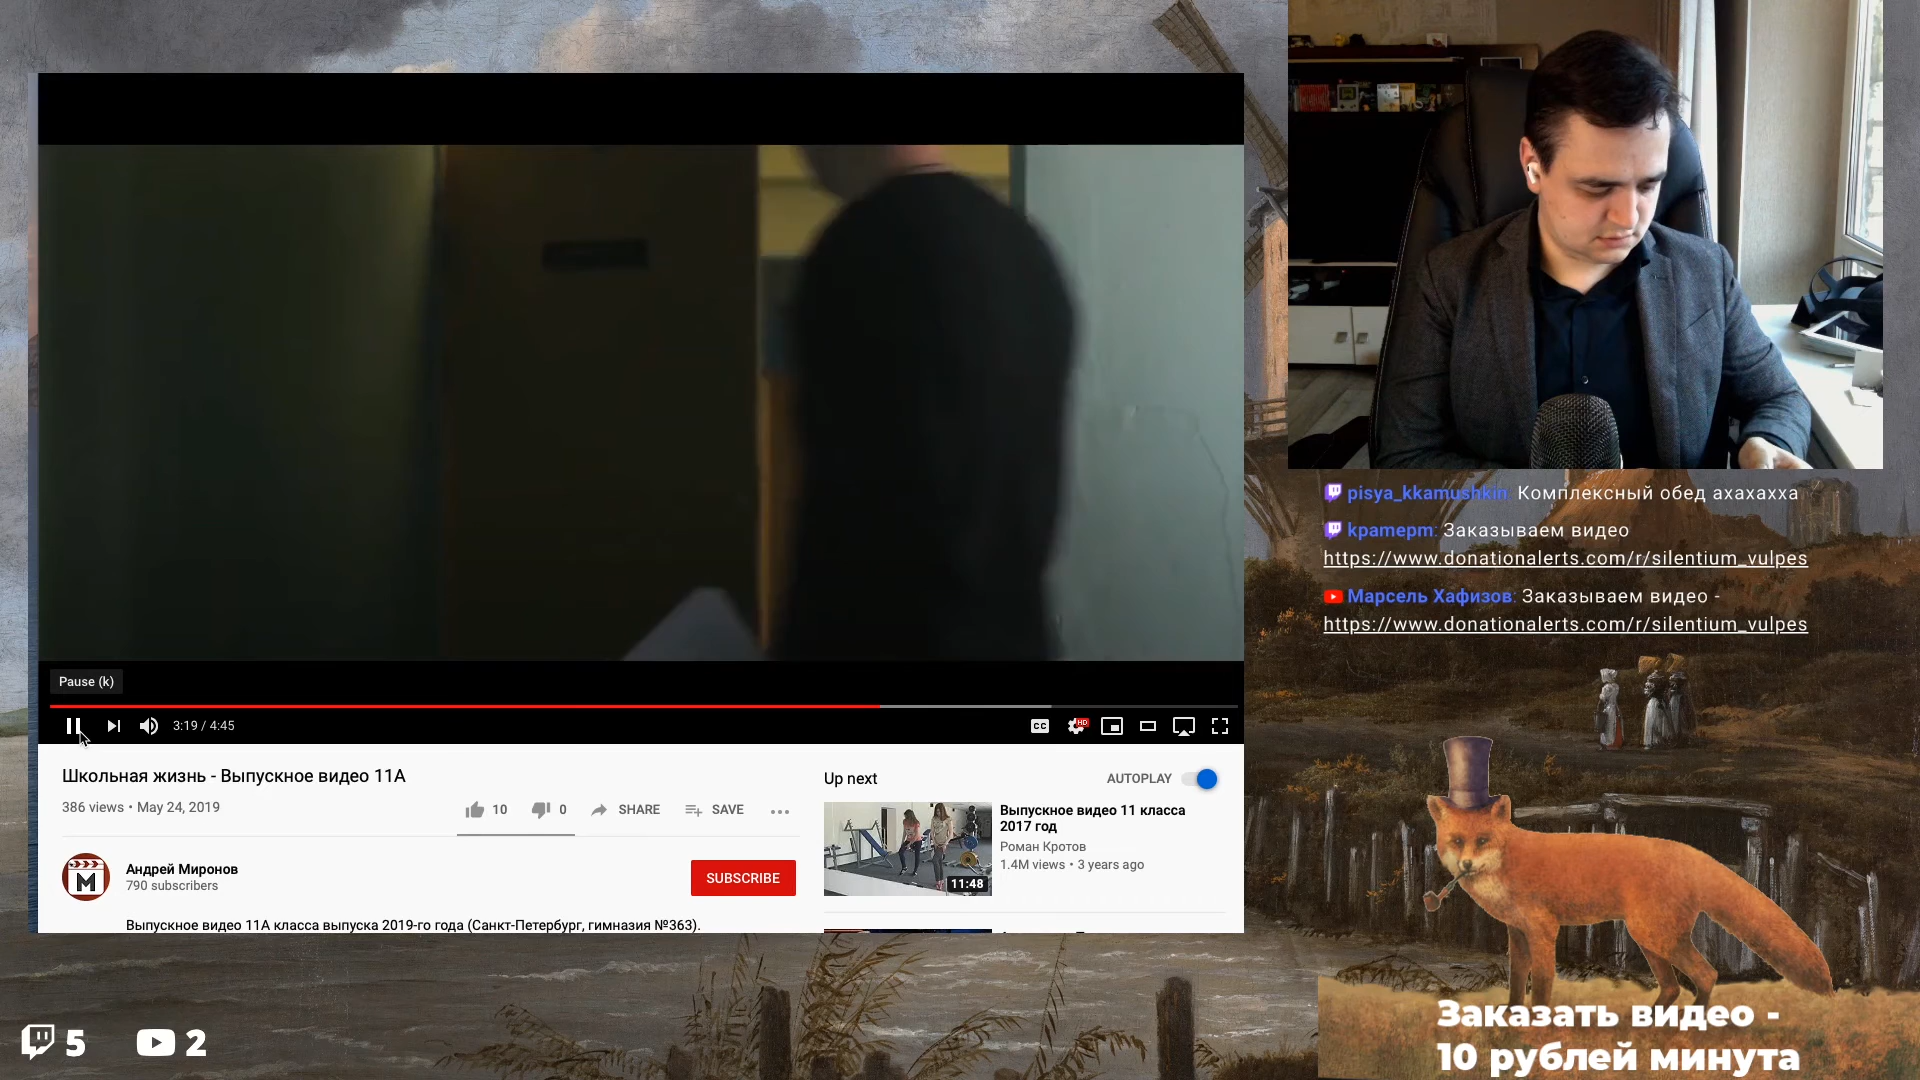 Pause (k)
3:19 / 4:45
CC
HD
Школьная жизнь - Выпускное видео 11А
386 views • May 24, 2019
10
0
SHARE
SAVE
Андрей Миронов
790 subscribers
SUBSCRIBE
Выпускное видео 11А класса выпуска 2019-го года (Санкт-Петербург, гимназия №363).
Up next
AUTOPLAY
11:48
Выпускное видео 11 класса
2017 год
Роман Кротов
1.4M views • 3 years ago
pisya_kkamushkin: Комплексный обед ахахахха
kpamepm: Заказываем видео
https://www.donationalerts.com/r/silentium_vulpes
Марсель Хафизов: Заказываем видео -
https://www.donationalerts.com/r/silentium_vulpes
Заказать видео -
10 рублей минута
5
2